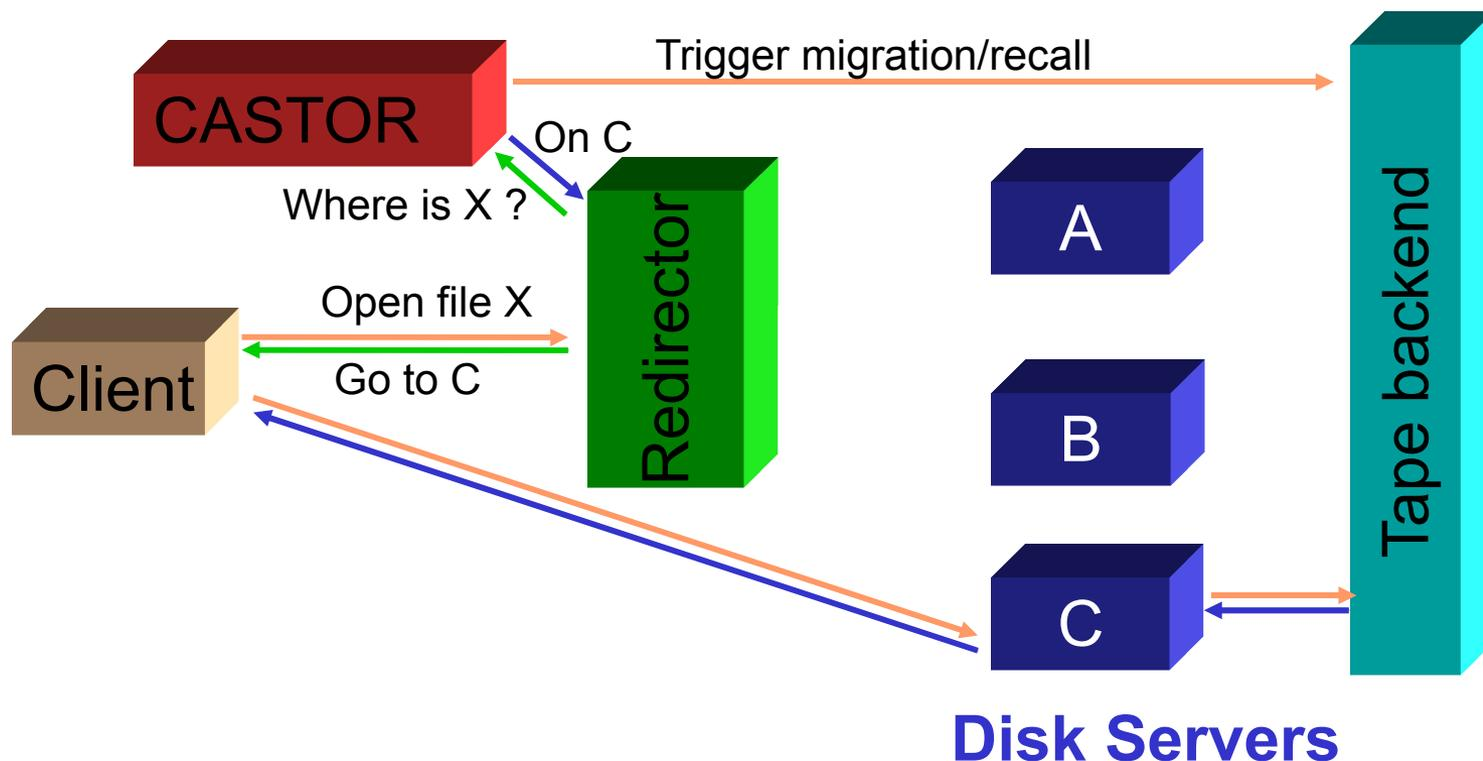 Trigger migration/recall
CASTOR
On C
Where is X ?
Redirector
A
Tape backend
Open file X
Client
Go to C
B
C
Disk Servers